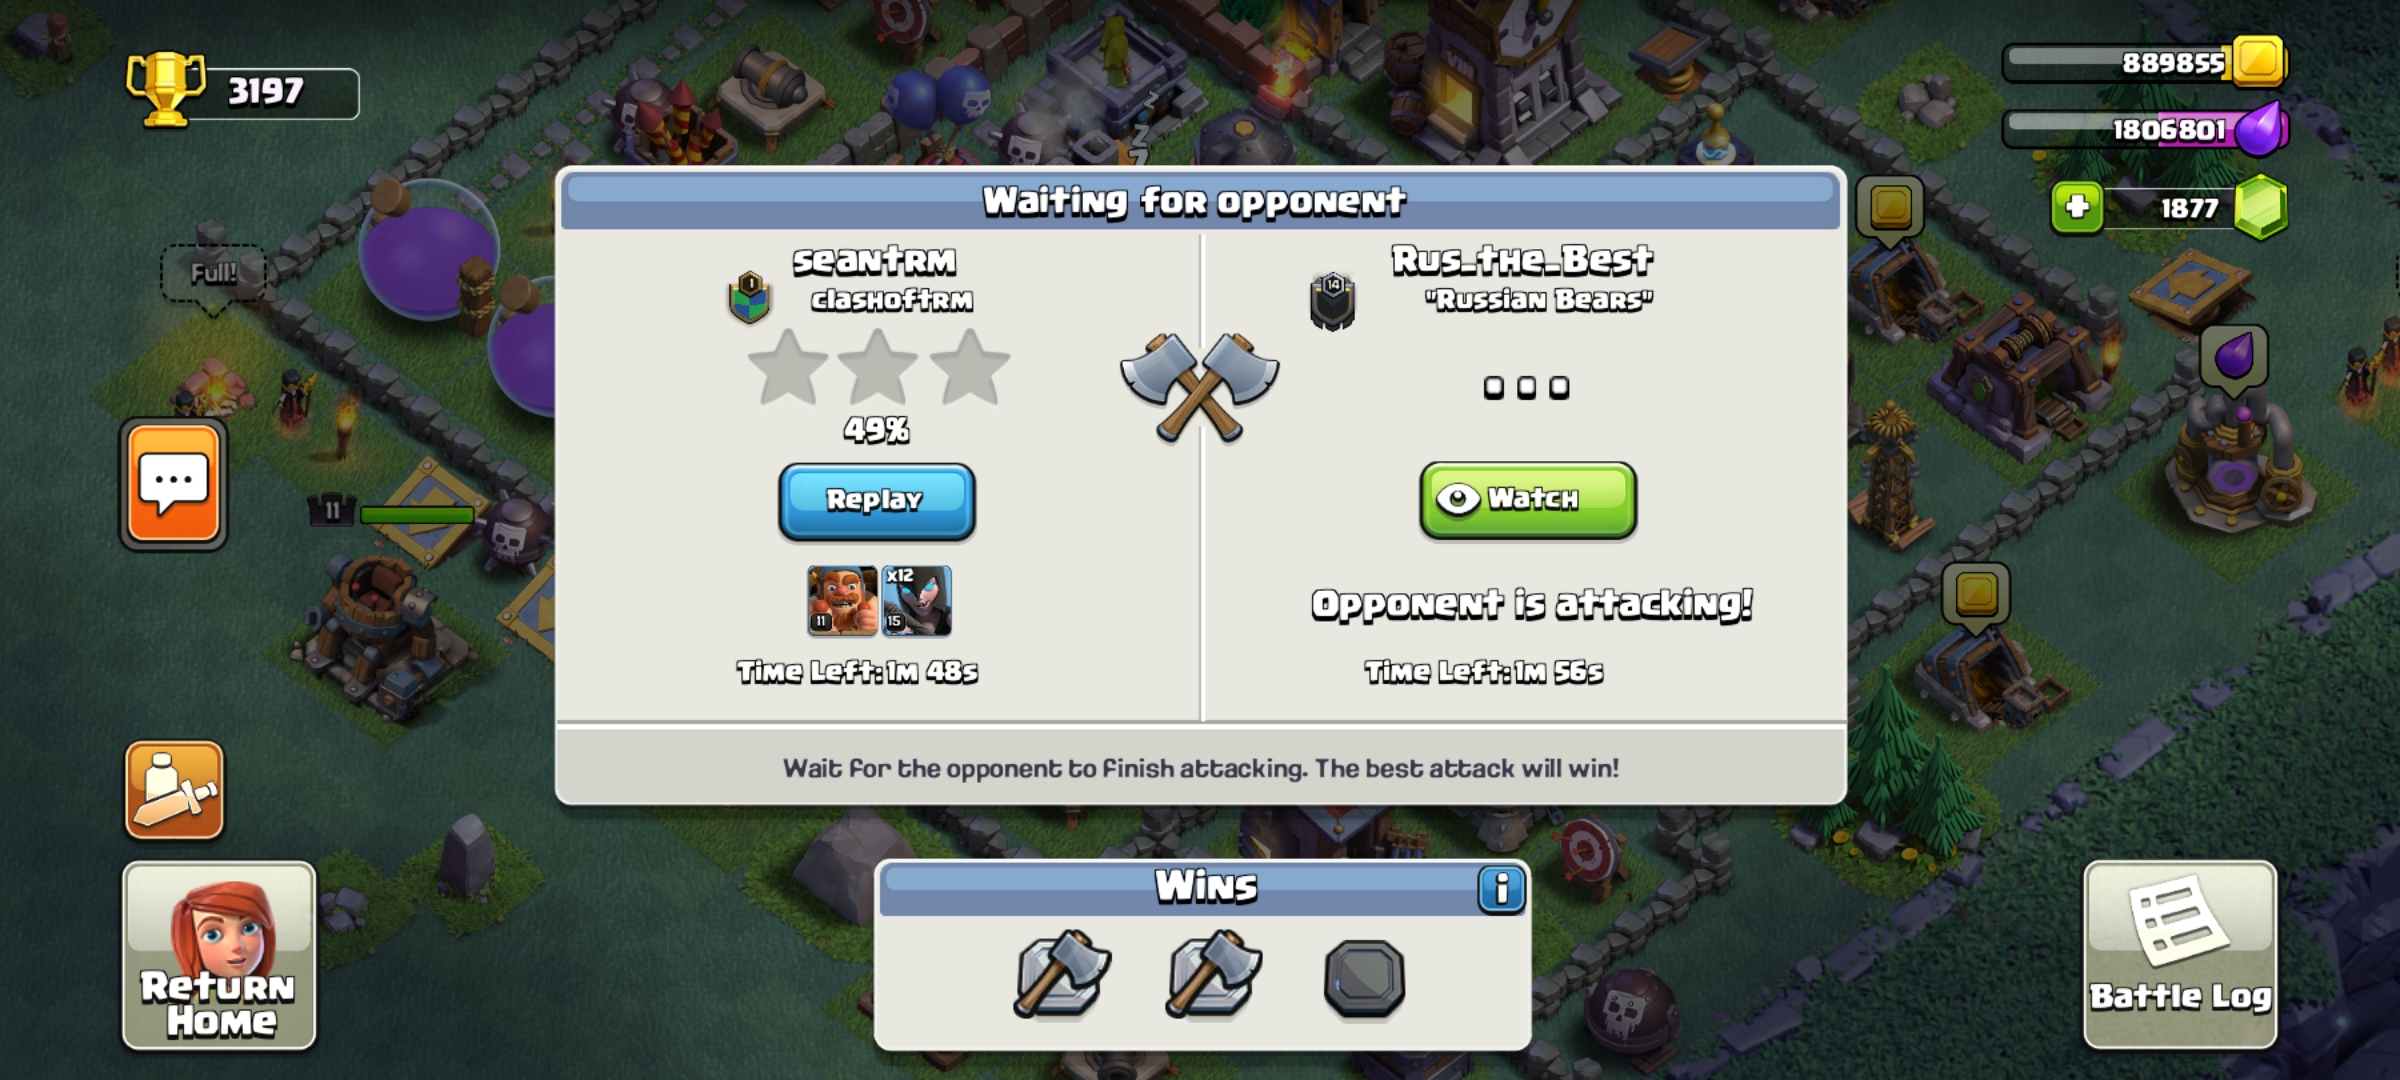 3197
889855
1806801
1877
Full!
11
Waiting for opponent
seantrm
1
clashoftrm
49%
Replay
x12
11
15
Time Left:1m 48s
Rus_the_Best
14
"Russian Bears"
Watch
Opponent is attacking!
Time Left:1m 56s
Wait for the opponent to finish attacking. The best attack will win!
Wins
i
Return
Home
Battle Log